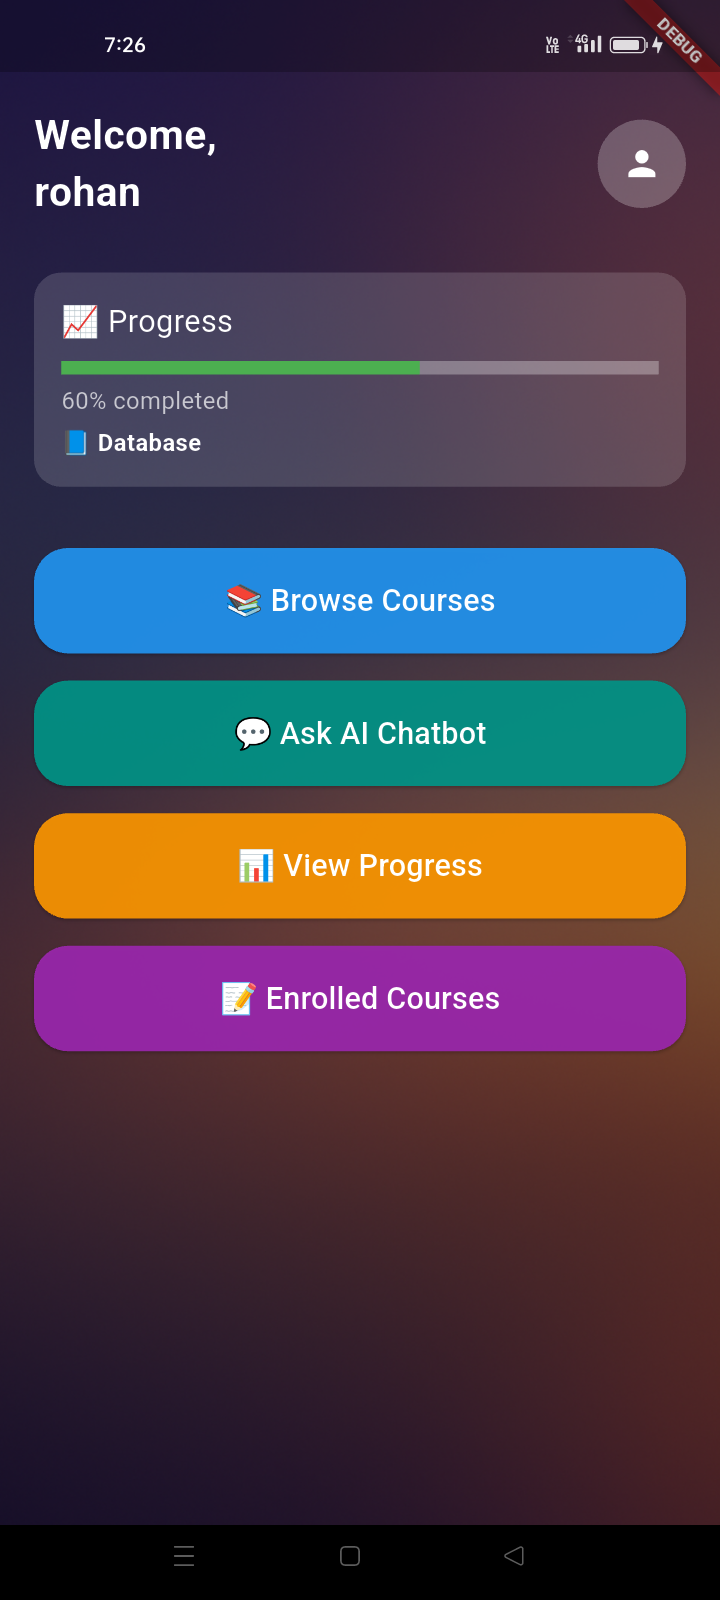 7:26
Vo LTE
4G
DEBUG
Welcome,
rohan
📈 Progress
60% completed
📘 Database
📚 Browse Courses
💬 Ask AI Chatbot
📊 View Progress
📝 Enrolled Courses